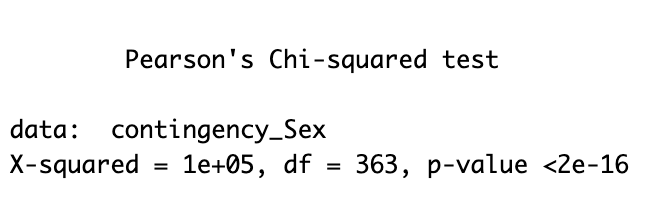 Pearson's Chi-squared test
data: contingency_Sex
X-squared = 1e+05, df = 363, p-value <2e-16